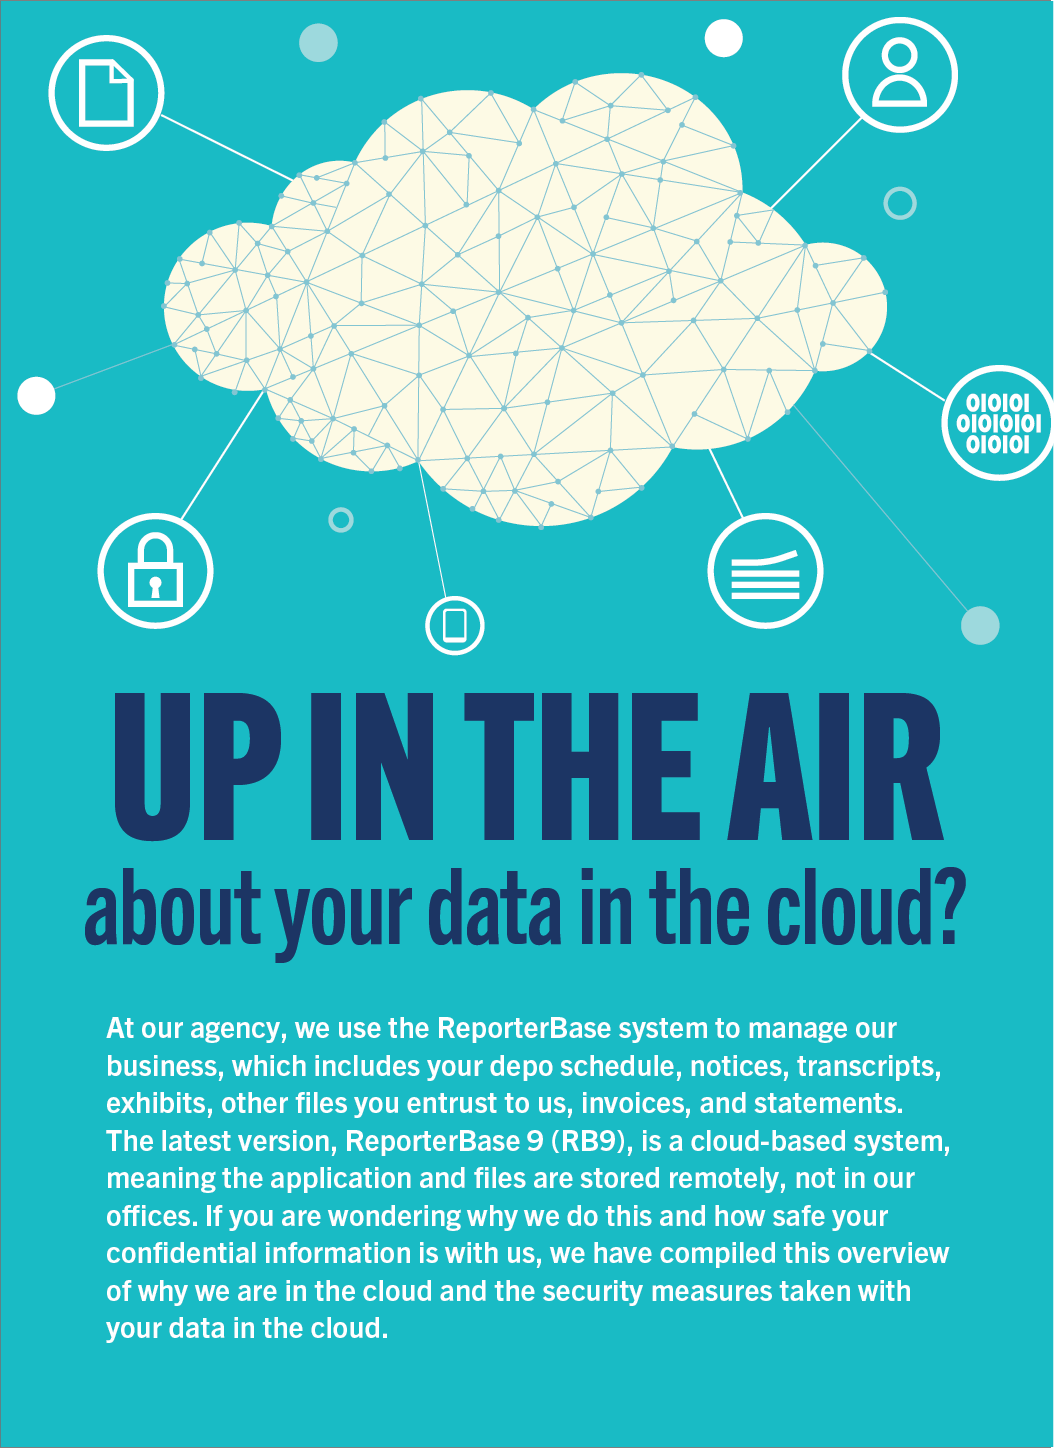 010101
01010101
010101
UP IN THE AIR
about your data in the cloud?
At our agency, we use the ReporterBase system to manage our
business, which includes your depo schedule, notices, transcripts,
exhibits, other files you entrust to us, invoices, and statements.
The latest version, ReporterBase 9 (RB9), is a cloud-based system,
meaning the application and files are stored remotely, not in our
offices. If you are wondering why we do this and how safe your
confidential information is with us, we have compiled this overview
of why we are in the cloud and the security measures taken with
your data in the cloud.